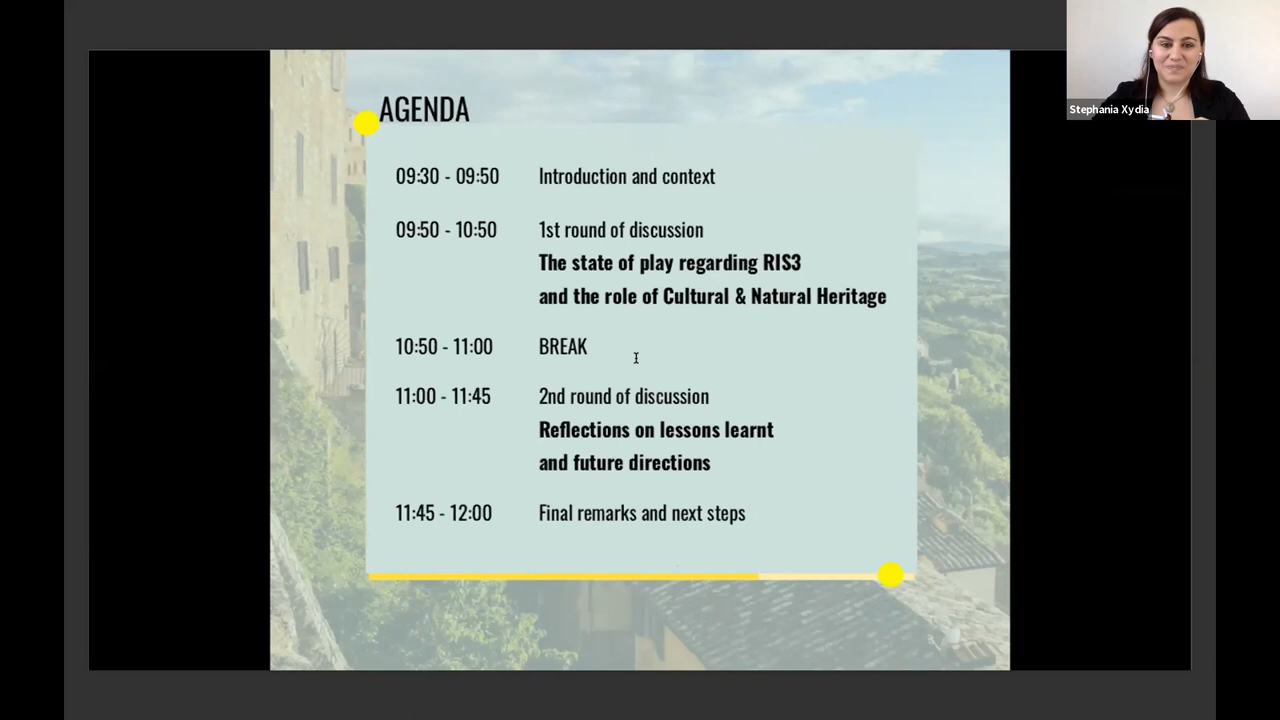 AGENDA
09:30 - 09:50 Introduction and context
09:50 - 10:50 1st round of discussion
The state of play regarding RIS3
and the role of Cultural & Natural Heritage
10:50 - 11:00 BREAK
11:00 - 11:45 2nd round of discussion
Reflections on lessons learnt
and future directions
11:45 - 12:00 Final remarks and next steps
Stephania Xydia